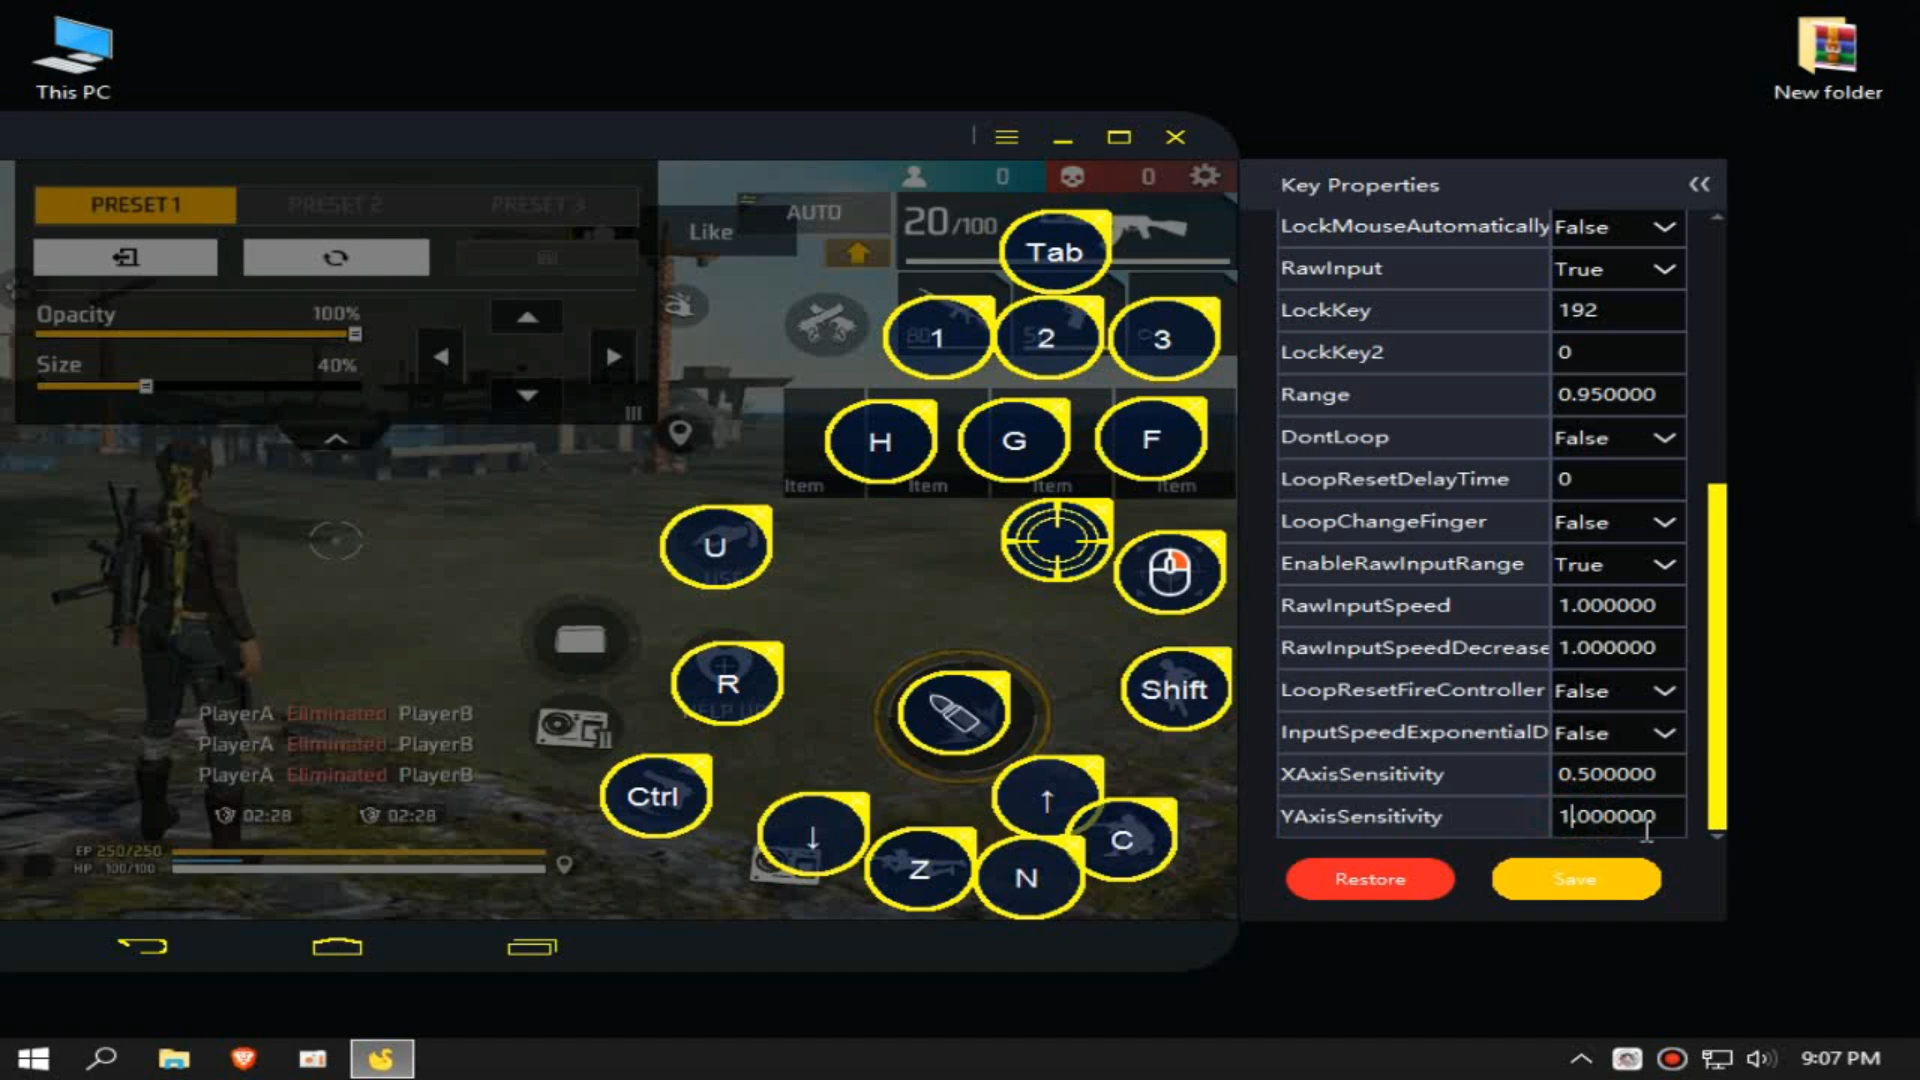 This PC
New folder
PRESET 1
PRESET 2
PRESET 3
Opacity 100%
Size 40%
Like
AUTO
0
0
20/100
Tab
1
2
3
H
G
F
Item
Item
Item
Item
U
R
Shift
Ctrl
↓
↑
Z
N
C
PlayerA Eliminated PlayerB
PlayerA Eliminated PlayerB
PlayerA Eliminated PlayerB
02:28 02:28
EP 250/250
HP 100/100
Key Properties
LockMouseAutomatically False
RawInput True
LockKey 192
LockKey2 0
Range 0.950000
DontLoop False
LoopResetDelayTime 0
LoopChangeFinger False
EnableRawInputRange True
RawInputSpeed 1.000000
RawInputSpeedDecrease 1.000000
LoopResetFireController False
InputSpeedExponentialD False
XAxisSensitivity 0.500000
YAxisSensitivity 1.000000
Restore
Save
9:07 PM